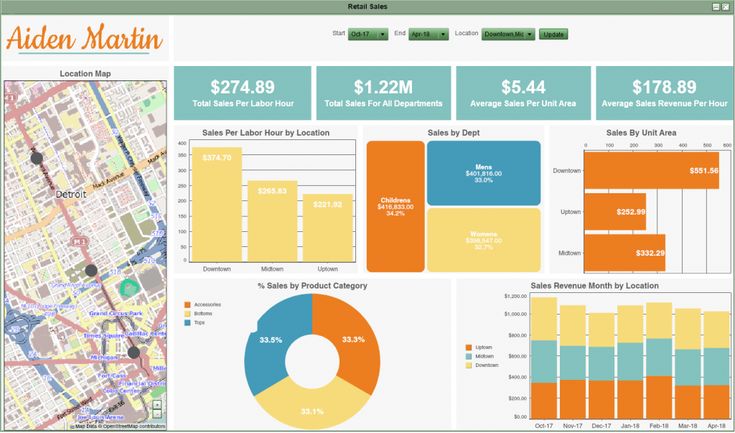 Retail Sales
Aiden Martin
Start Oct-17 End Apr-18 Location Downtown,Mic Update
Location Map
Detroit
Mack Avenue
M 1
Grand Circus Park
Times Square
Michigan
Fort/Cass
Financial District
Map Data © OpenStreetMap contributors
$274.89
Total Sales Per Labor Hour
$1.22M
Total Sales For All Departments
$5.44
Average Sales Per Unit Area
$178.89
Average Sales Revenue Per Hour
Sales Per Labor Hour by Location
400
350
300
250
200
150
100
50
0
$374.70
$265.83
$221.92
Downtown Midtown Uptown
Sales by Dept
Childrens
$416,833.00
34.2%
Mens
$401,816.00
33.0%
Womens
32.7%
Sales By Unit Area
0 100 200 300 400 500 600
Downtown $551.56
Uptown $252.99
Midtown $332.29
% Sales by Product Category
Accessories
Bottoms
Tops
33.5%
33.3%
33.1%
Sales Revenue Month by Location
Uptown
Midtown
Downtown
$1,200.00
$1,000.00
$800.00
$600.00
$400.00
$200.00
$0.00
Oct-17 Nov-17 Dec-17 Jan-18 Feb-18 Mar-18 Apr-18